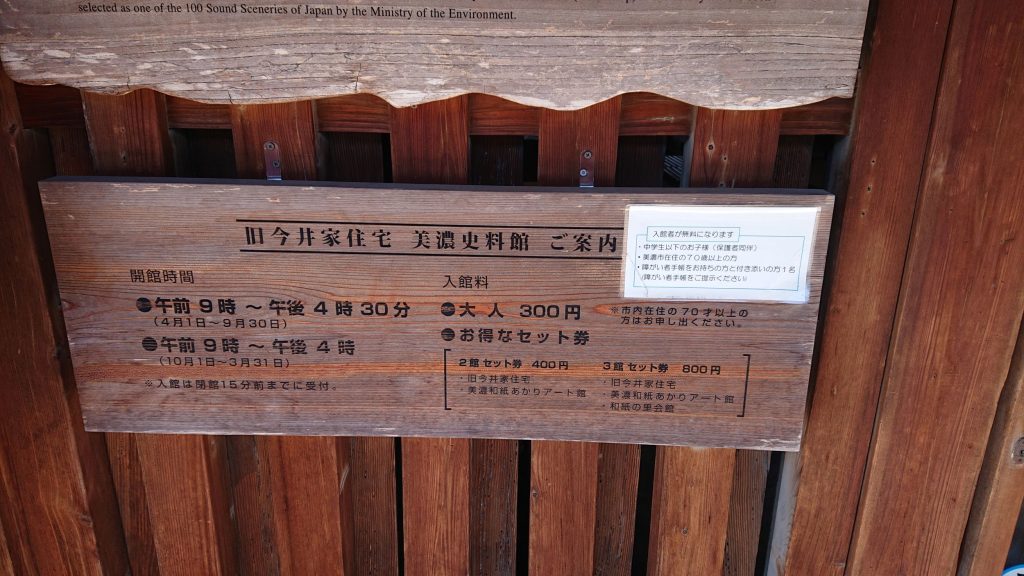 selected as one of the 100 Sound Sceneries of Japan by the Ministry of the Environment.
旧今井家住宅 美濃史料館 ご案内
入館者が無料になります
・中学生以下のお子様（保護者同伴）
・美濃市在住の７０歳以上の方
・障がい者手帳をお持ちの方と付き添いの方１名
(障がい者手帳をご提示ください)
開館時間
午前 9時 ～ 午後 4時30分
（4月1日～9月30日）
午前 9時 ～ 午後 4時
（10月1日～3月31日）
※入館は閉館15分前までに受付。
入館料
大人 300円
※市内在住の70才以上の
方はお申し出ください。
お得なセット券
2館 セット券 400円
・旧今井家住宅
・美濃和紙あかりアート館
3館 セット券 800円
・旧今井家住宅
・美濃和紙あかりアート館
・和紙の里会館